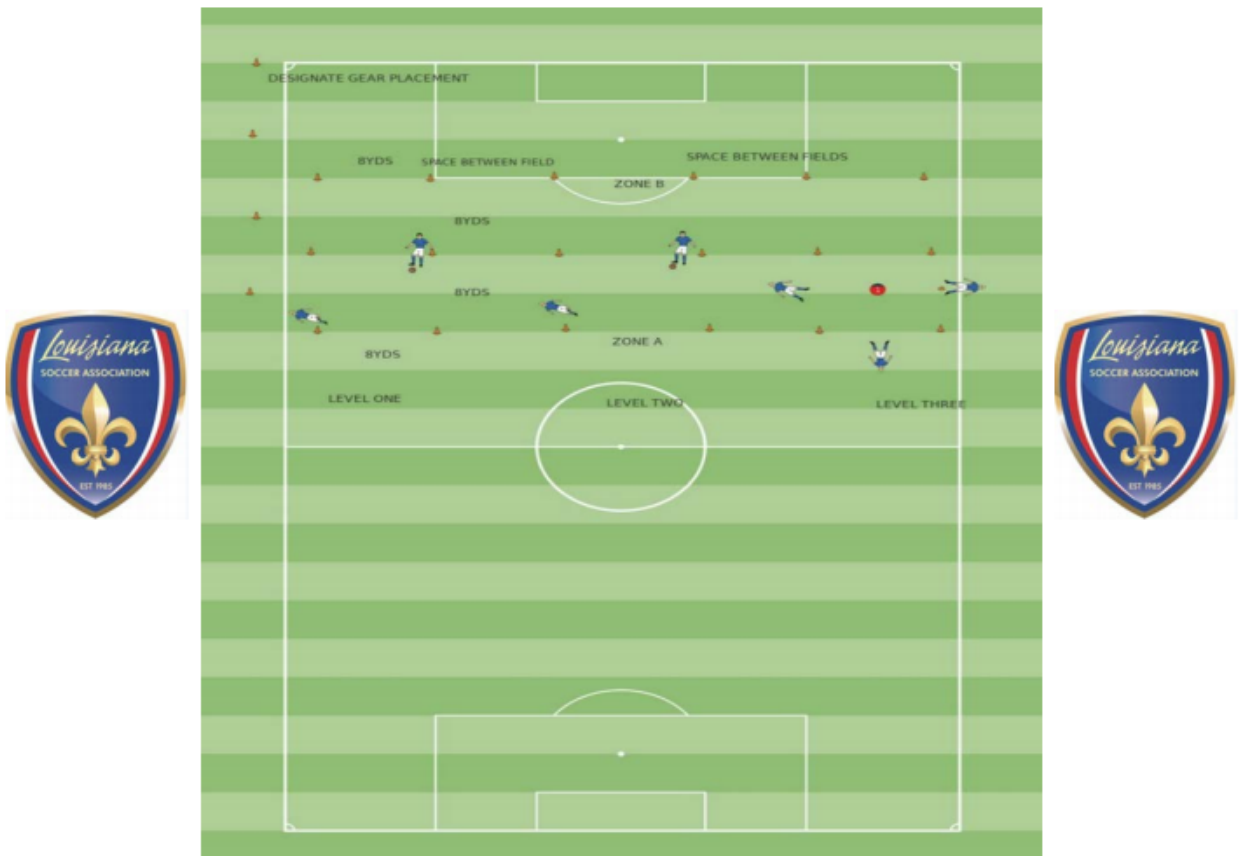 DESIGNATE GEAR PLACEMENT
8YDS
SPACE BETWEEN FIELD
SPACE BETWEEN FIELDS
ZONE B
8YDS
8YDS
ZONE A
8YDS
LEVEL ONE
LEVEL TWO
LEVEL THREE
Louisiana
SOCCER ASSOCIATION
EST 1985
Louisiana
SOCCER ASSOCIATION
EST 1985